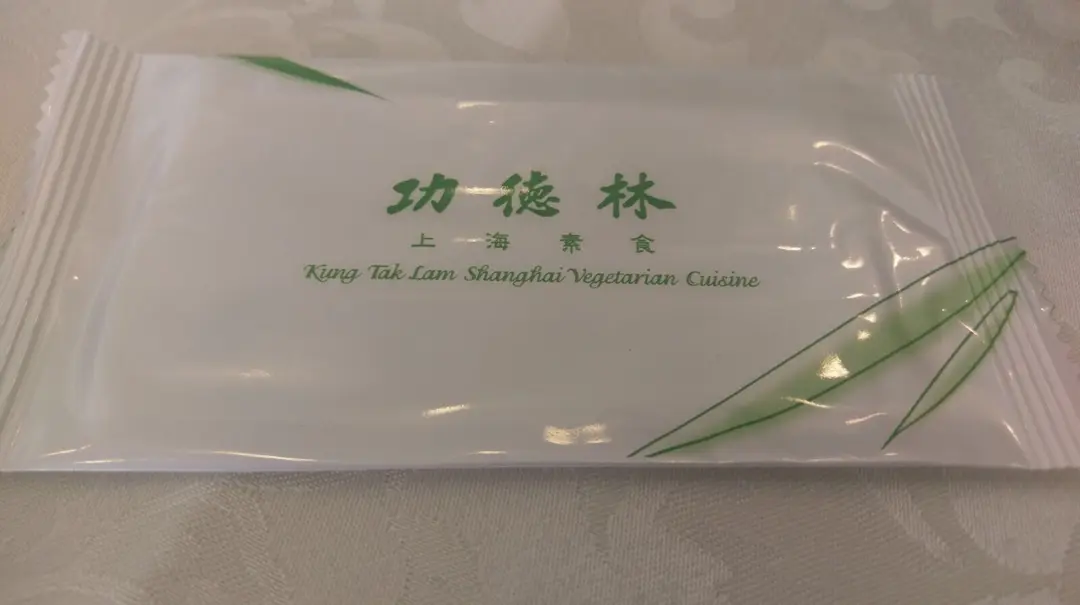 功德林
上海素食
Kung Tak Lam Shanghai Vegetarian Cuisine